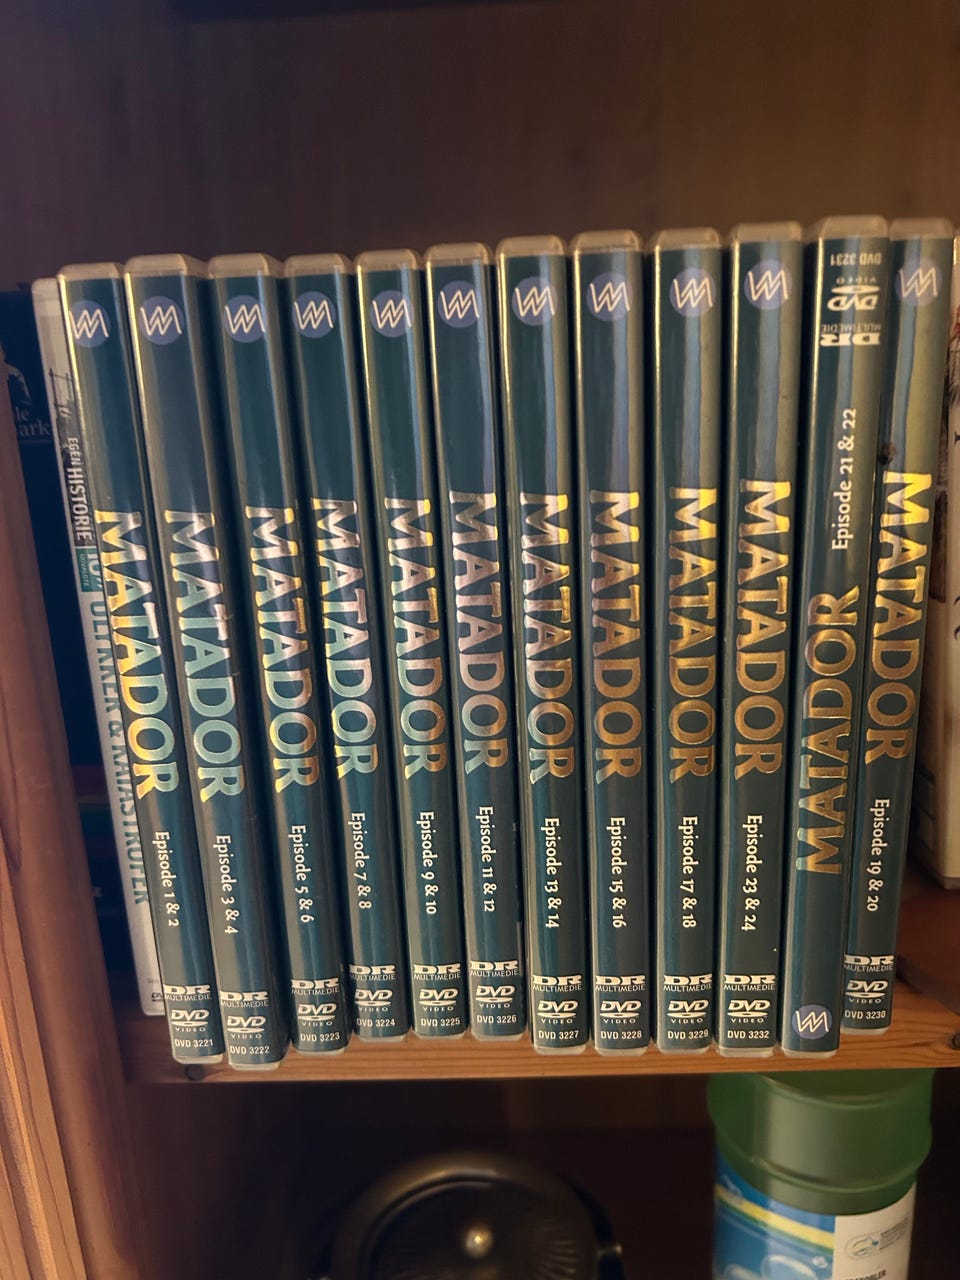 EGEN HISTORIE
ULYKKER & MINKATROFER
MATADOR
Episode 1 & 2
DR
MULTIMEDIE
DVD
VIDEO
DVD 3221
MATADOR
Episode 3 & 4
DR
MULTIMEDIE
DVD
VIDEO
DVD 3222
MATADOR
Episode 5 & 6
DR
MULTIMEDIE
DVD
VIDEO
DVD 3223
MATADOR
Episode 7 & 8
DR
MULTIMEDIE
DVD
VIDEO
DVD 3224
MATADOR
Episode 9 & 10
DR
MULTIMEDIE
DVD
VIDEO
DVD 3225
MATADOR
Episode 11 & 12
DR
MULTIMEDIE
DVD
VIDEO
DVD 3226
MATADOR
Episode 13 & 14
DR
MULTIMEDIE
DVD
VIDEO
DVD 3227
MATADOR
Episode 15 & 16
DR
MULTIMEDIE
DVD
VIDEO
DVD 3228
MATADOR
Episode 17 & 18
DR
MULTIMEDIE
DVD
VIDEO
DVD 3229
MATADOR
Episode 23 & 24
DR
MULTIMEDIE
DVD
VIDEO
DVD 3232
MATADOR
Episode 21 & 22
DR
MULTIMEDIE
DVD
VIDEO
DVD 3231
MATADOR
Episode 19 & 20
DR
MULTIMEDIE
DVD
VIDEO
DVD 3230